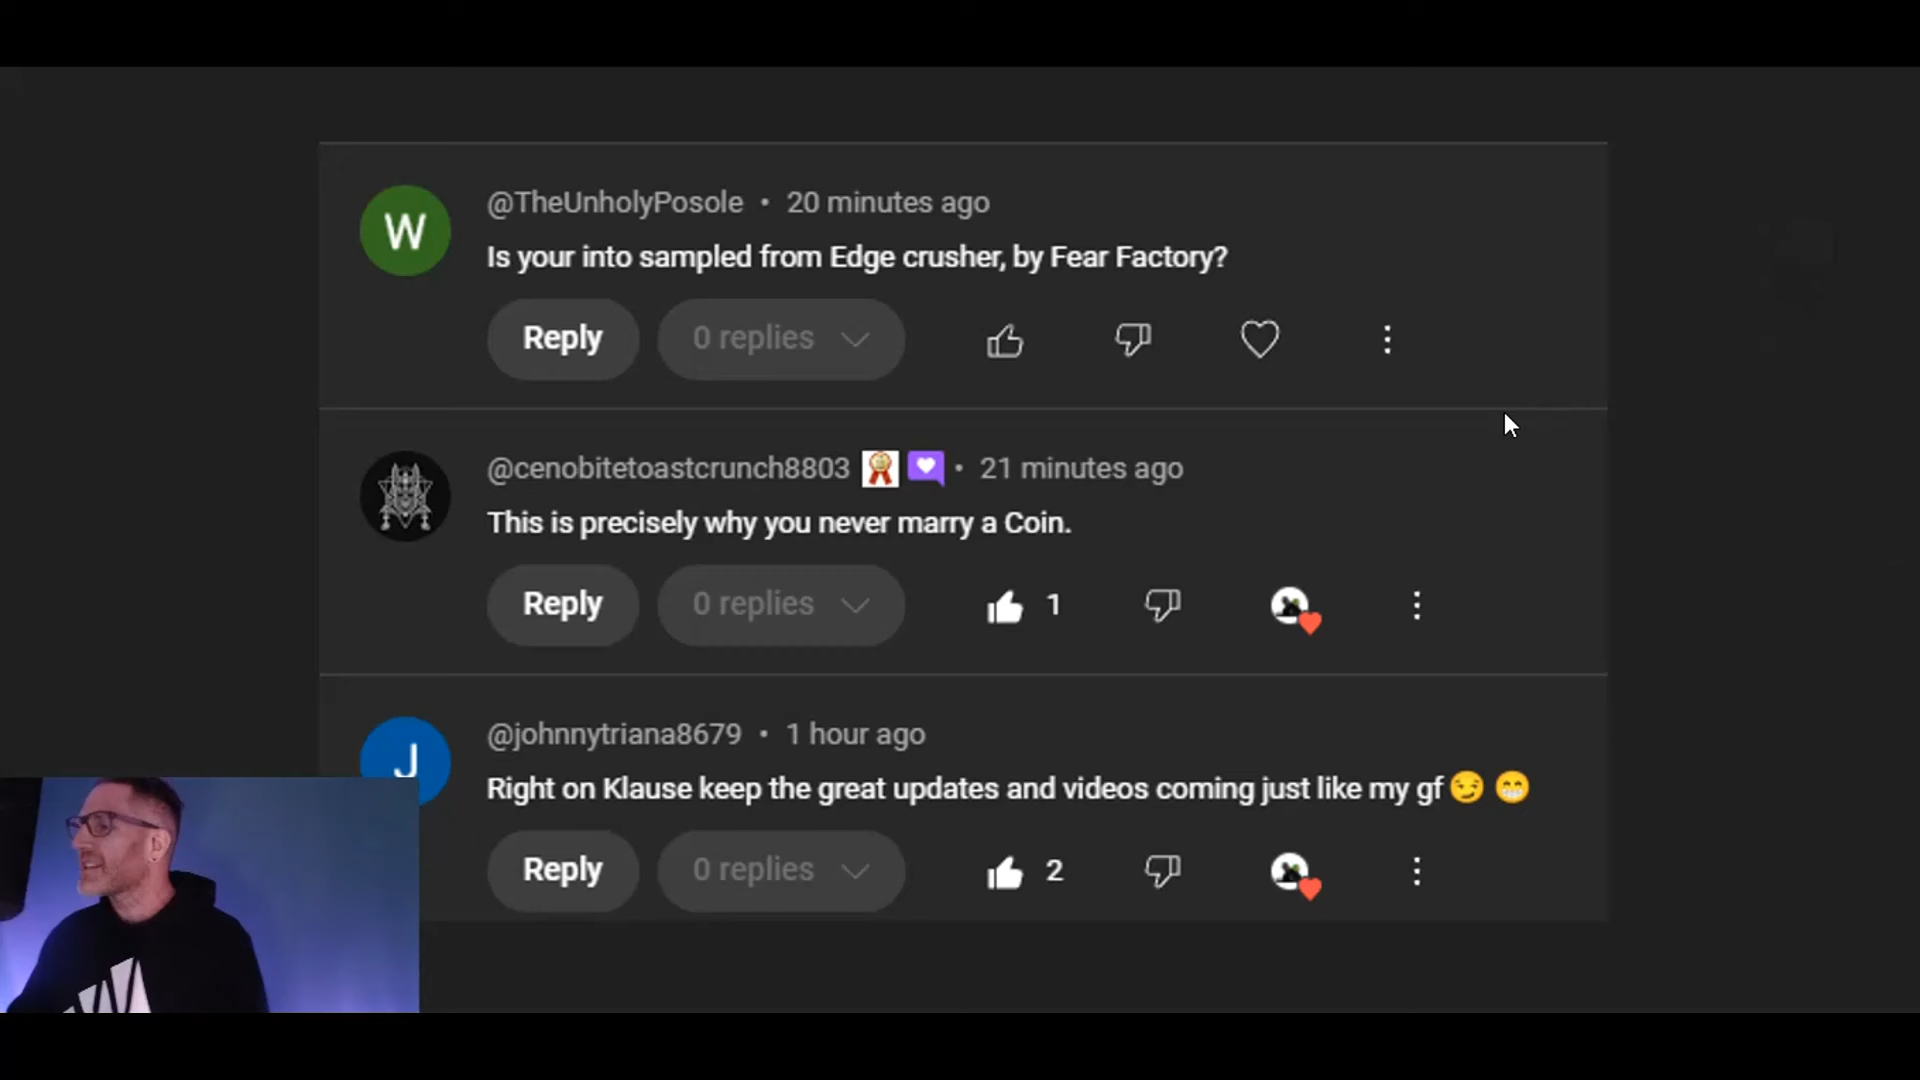 W
@TheUnholyPosole • 20 minutes ago
Is your into sampled from Edge crusher, by Fear Factory?
Reply 0 replies
@cenobitetoastcrunch8803 • 21 minutes ago
This is precisely why you never marry a Coin.
Reply 0 replies 1
J
@johnnytriana8679 • 1 hour ago
Right on Klause keep the great updates and videos coming just like my gf😏 😁
Reply 0 replies 2